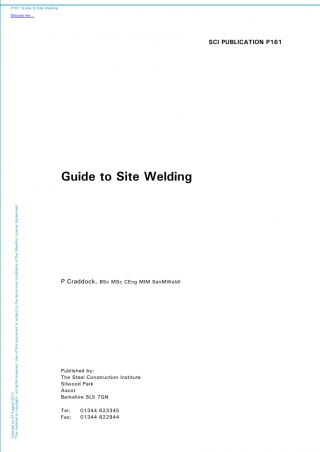 P161: Guide to Site Welding
Discuss me ...
SCI PUBLICATION P161
Guide to Site Welding
P Craddock, BSc MSc CEng MIM SenMWeldI
Published by:
The Steel Construction Institute
Silwood Park
Ascot
Berkshire SL5 7QN
Tel: 01344 623345
Fax: 01344 622944
Created on 27 August 2010
This material is copyright - all rights reserved. Use of this document is subject to the terms and conditions of the Steelbiz Licence Agreement